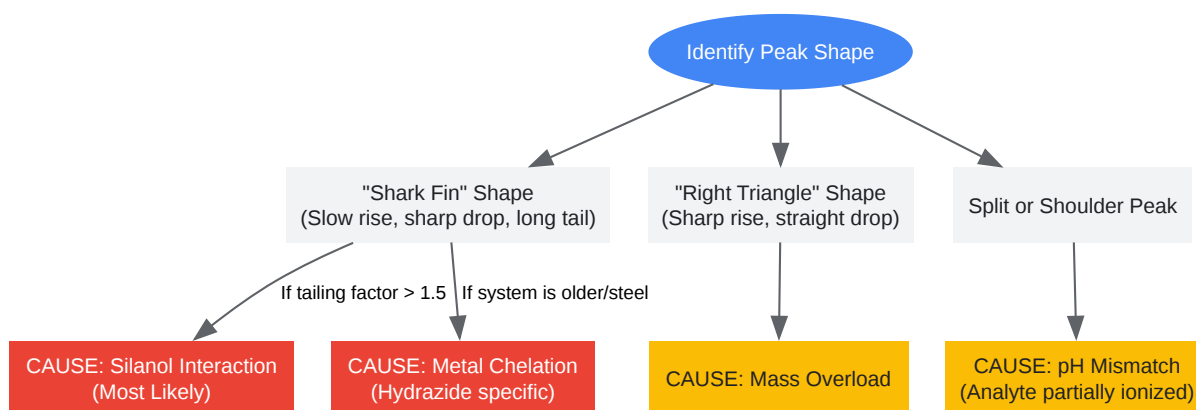 Identify Peak Shape
"Shark Fin" Shape
(Slow rise, sharp drop, long tail)
"Right Triangle" Shape
(Sharp rise, straight drop)
Split or Shoulder Peak
If tailing factor > 1.5
If system is older/steel
CAUSE: Silanol Interaction
(Most Likely)
CAUSE: Metal Chelation
(Hydrazide specific)
CAUSE: Mass Overload
CAUSE: pH Mismatch
(Analyte partially ionized)